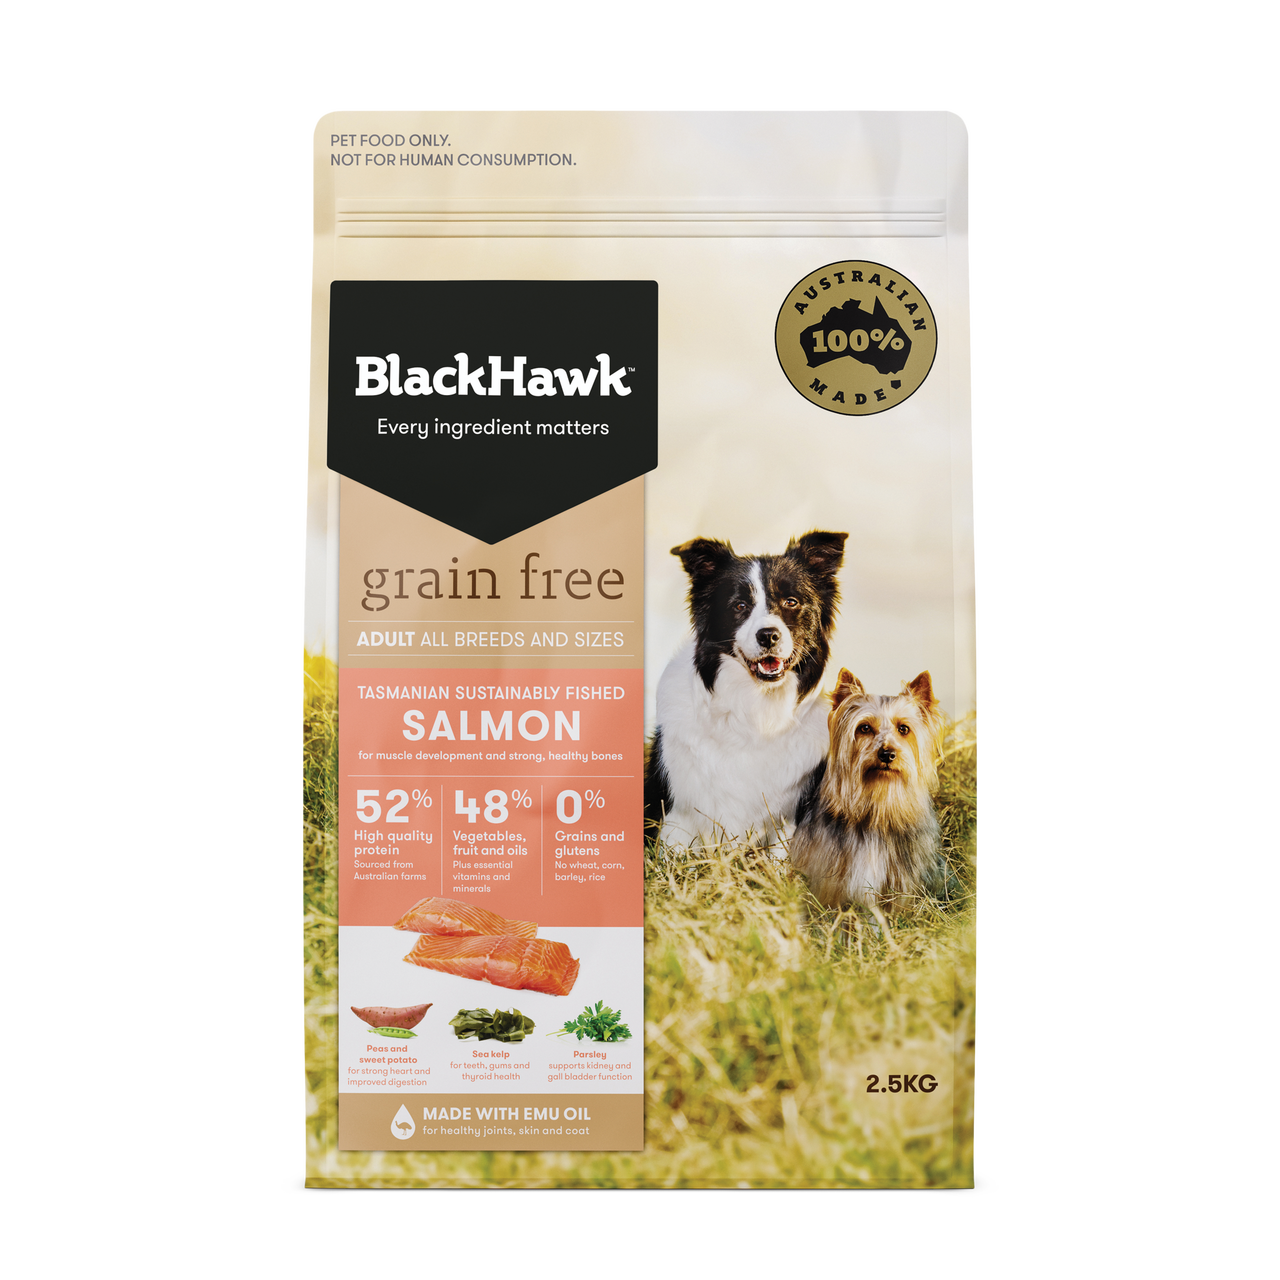 PET FOOD ONLY.
NOT FOR HUMAN CONSUMPTION.
AUSTRALIAN
100%
MADE
BlackHawk™
Every ingredient matters
grain free
ADULT ALL BREEDS AND SIZES
TASMANIAN SUSTAINABLY FISHED
SALMON
for muscle development and strong, healthy bones
52%
High quality
protein
Sourced from
Australian farms
48%
Vegetables,
fruit and oils
Plus essential
vitamins and
minerals
0%
Grains and
glutens
No wheat, corn,
barley, rice
Peas and
sweet potato
for strong heart and
improved digestion
Sea kelp
for teeth, gums and
thyroid health
Parsley
supports kidney and
gall bladder function
2.5KG
MADE WITH EMU OIL
for healthy joints, skin and coat